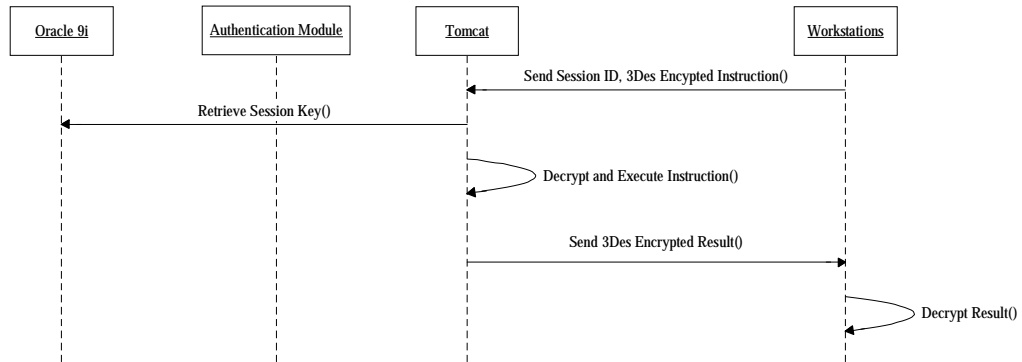 Oracle 9i
Authentication Module
Tomcat
Workstations
Send Session ID, 3Des Encypted Instruction()
Retrieve Session Key()
Decrypt and Execute Instruction()
Send 3Des Encrypted Result()
Decrypt Result()